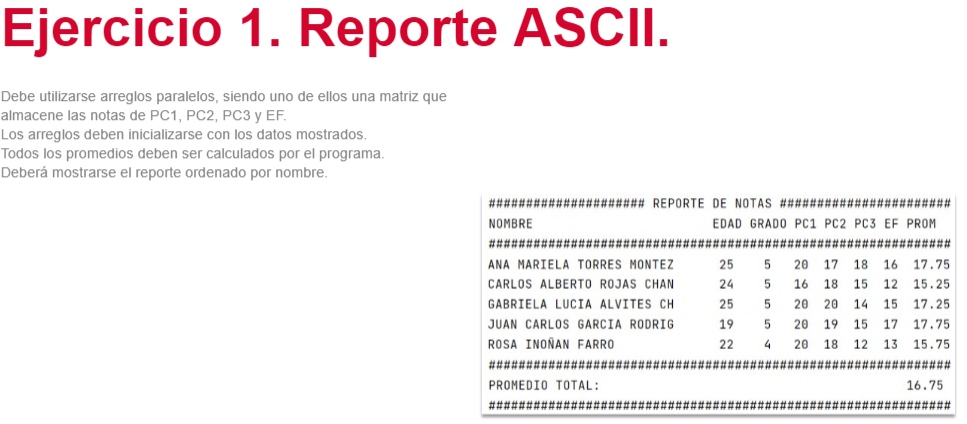 Ejercicio 1. Reporte ASCII.
Debe utilizarse arreglos paralelos, siendo uno de ellos una matriz que
almacene las notas de PC1, PC2, PC3 y EF.
Los arreglos deben inicializarse con los datos mostrados.
Todos los promedios deben ser calculados por el programa.
Deberá mostrarse el reporte ordenado por nombre.
##################### REPORTE DE NOTAS #######################
NOMBRE EDAD GRADO PC1 PC2 PC3 EF PROM
##############################################################
ANA MARIELA TORRES MONTEZ 25 5 20 17 18 16 17.75
CARLOS ALBERTO ROJAS CHAN 24 5 16 18 15 12 15.25
GABRIELA LUCIA ALVITES CH 25 5 20 20 14 15 17.25
JUAN CARLOS GARCIA RODRIG 19 5 20 19 15 17 17.75
ROSA INOÑAN FARRO 22 4 20 18 12 13 15.75
##############################################################
PROMEDIO TOTAL: 16.75
##############################################################